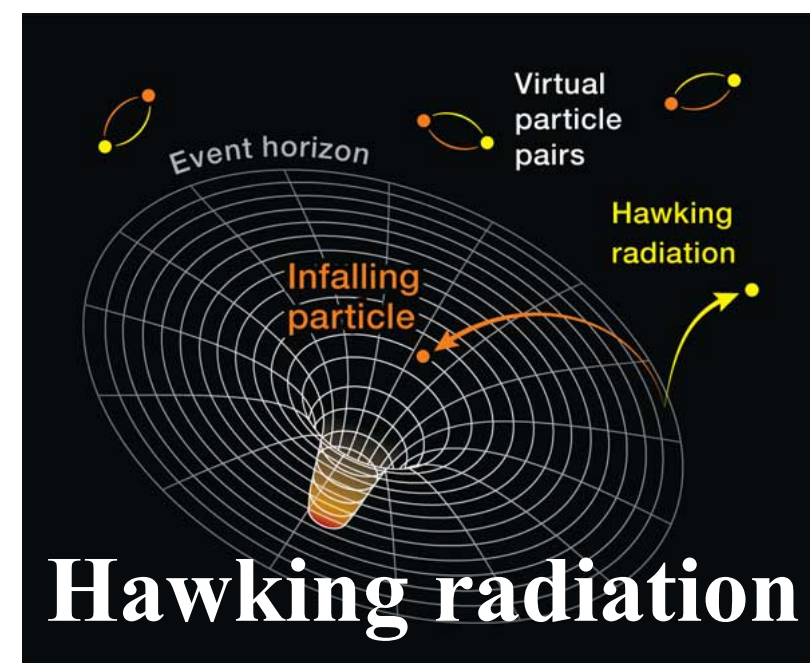 Virtual
particle
pairs
Event horizon
Hawking
radiation
Infalling
particle
Hawking radiation